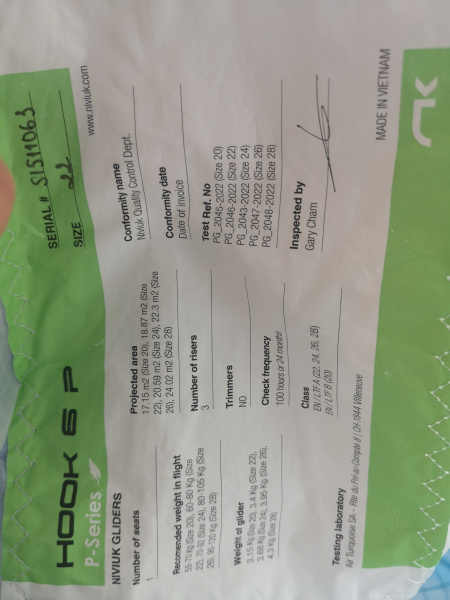 HOOK 6 P
P-Series
SERIAL # S1511063
SIZE 22
www.niviuk.com
NIVIUK GLIDERS
Number of seats
1
Recomended weight in flight
55-70 Kg (Size 20), 60-80 Kg (Size
22), 70-92 (Size 24), 80-105 Kg (Size
26), 95-120 Kg (Size 28)
Weight of glider
3.15 Kg (Size 20), 3.4 Kg (Size 22),
3.68 Kg (Size 24), 3.95 Kg (Size 26),
4.3 Kg (Size 28)
Testing laboratory
Air Turquoise SA - Rte du Pré-au-Comte 8 | CH-1844 Villeneuve
Projected area
17.15 m2 (Size 20), 18.87 m2 (Size
22), 20.59 m2 (Size 24), 22.3 m2 (Size
26), 24.02 m2 (Size 28)
Number of risers
3
Trimmers
NO
Check frequency
100 hours or 24 months
Class
EN / LTF A (22, 24, 26, 28)
EN / LTF B (20)
Conformity name
Niviuk Quality Control Dept.
Conformity date
Date of invoice
Test Ref. No
PG_2045-2022 (Size 20)
PG_2046-2022 (Size 22)
PG_2043-2022 (Size 24)
PG_2047-2022 (Size 26)
PG_2048-2022 (Size 28)
Inspected by
Gary Cham
MADE IN VIETNAM